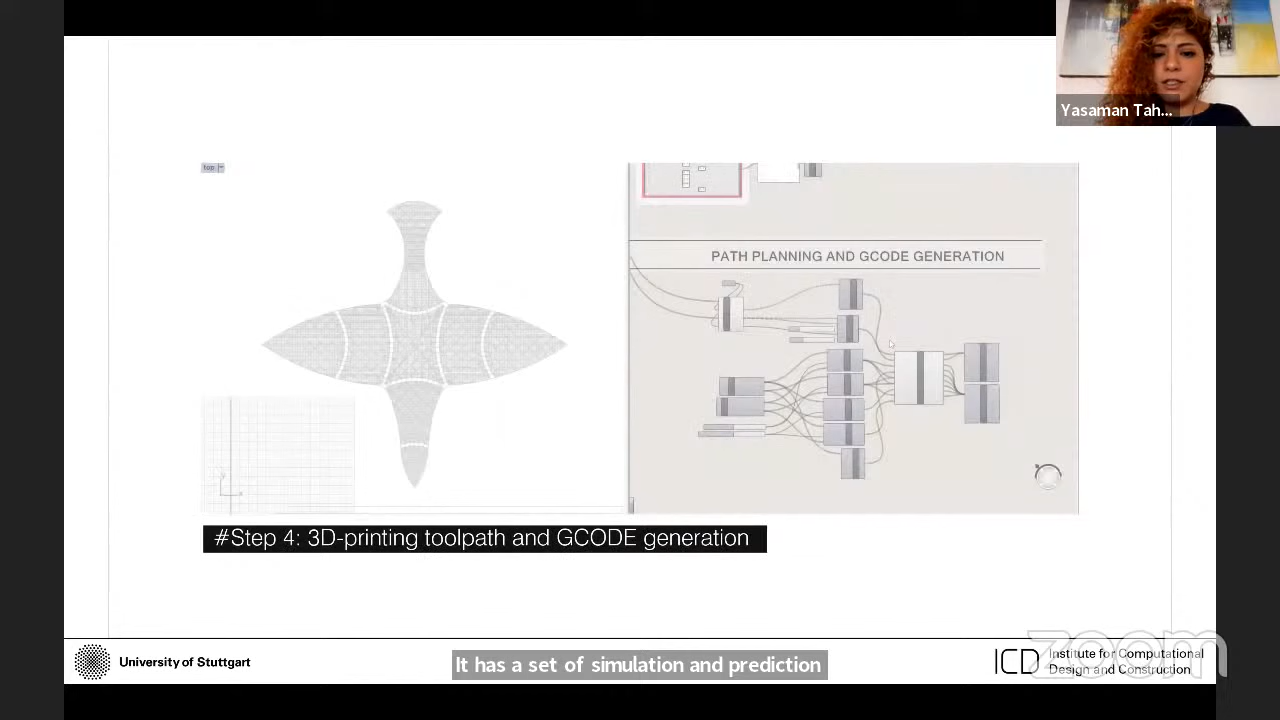 Yasaman Tah...
top
PATH PLANNING AND GCODE GENERATION
y
x
#Step 4: 3D-printing toolpath and GCODE generation
University of Stuttgart
It has a set of simulation and prediction
ICD
Institute for Computational
Design and Construction
zoom